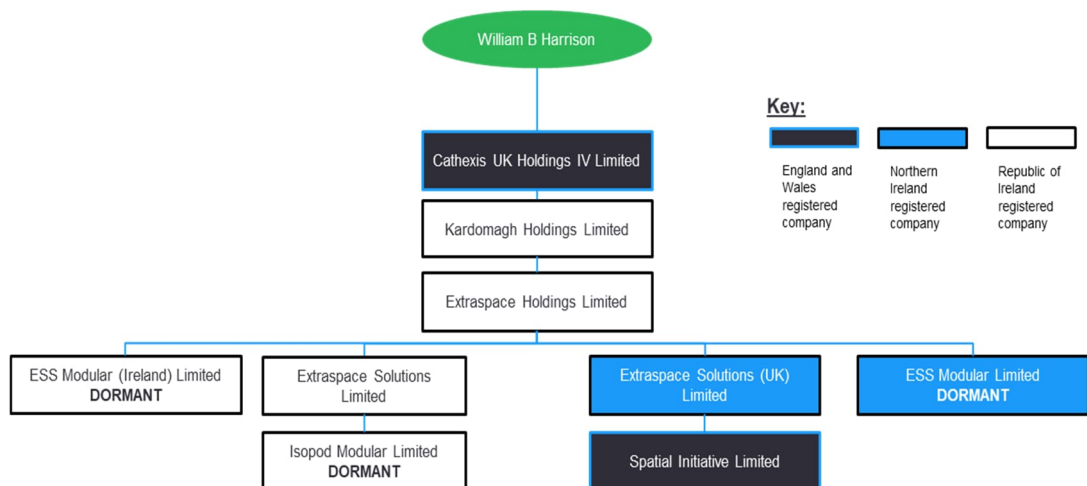 William B Harrison
Key:
Cathexis UK Holdings IV Limited
England and
Wales
registered
company
Northern
Ireland
registered
company
Republic of
Ireland
registered
company
Kardomagh Holdings Limited
Extraspace Holdings Limited
ESS Modular (Ireland) Limited
DORMANT
Extraspace Solutions
Limited
Extraspace Solutions (UK)
Limited
ESS Modular Limited
DORMANT
Isopod Modular Limited
DORMANT
Spatial Initiative Limited